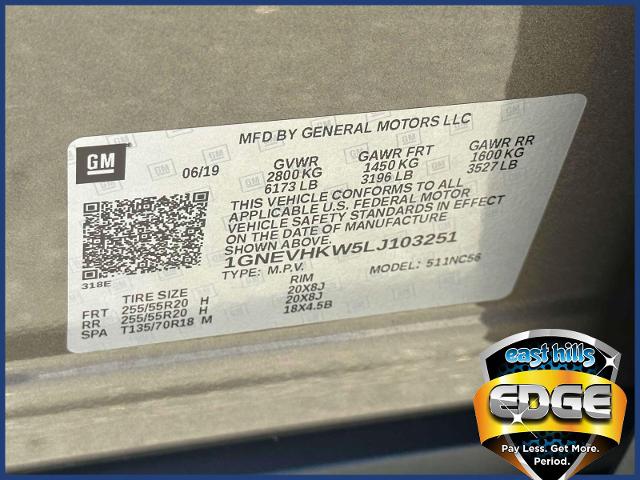 GM
MFD BY GENERAL MOTORS LLC
06/19
GVWR
2800 KG
6173 LB
GAWR FRT
1450 KG
3196 LB
GAWR RR
1600 KG
3527 LB
THIS VEHICLE CONFORMS TO ALL
APPLICABLE U.S. FEDERAL MOTOR
VEHICLE SAFETY STANDARDS IN EFFECT
ON THE DATE OF MANUFACTURE
SHOWN ABOVE.
1GNEVHKW5LJ103251
TYPE: M.P.V. MODEL: 511NC56
318E
TIRE SIZE RIM
FRT 255/55R20 H 20X8J
RR 255/55R20 H 20X8J
SPA T135/70R18 M 18X4.5B
east hills
EDGE
Pay Less. Get More.
Period.